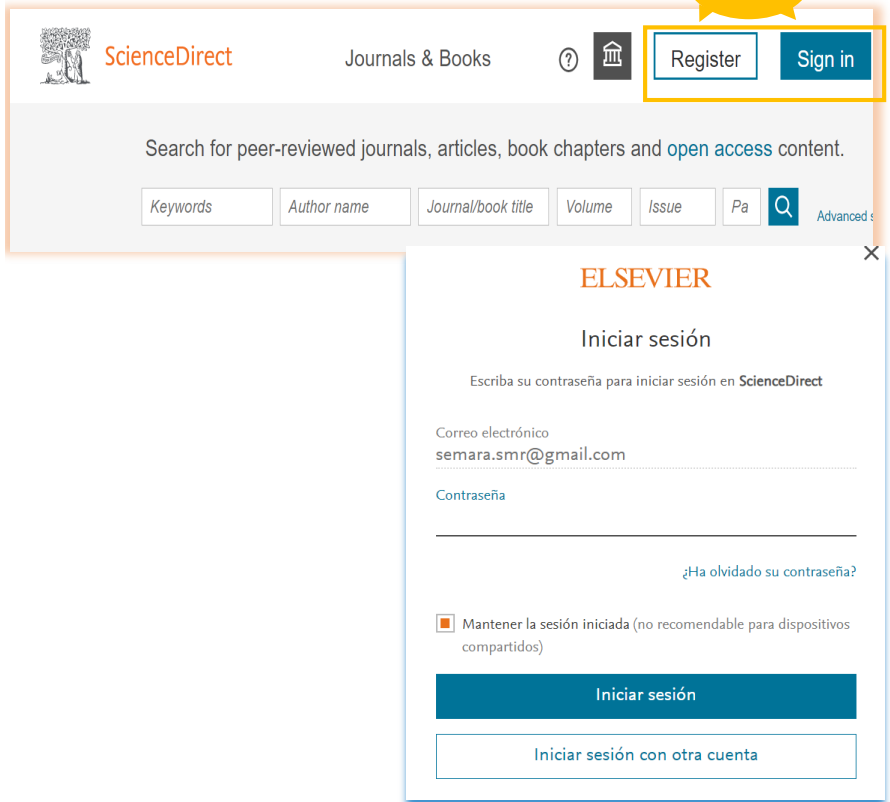 ScienceDirect
Journals & Books
?
Register
Sign in
Search for peer-reviewed journals, articles, book chapters and open access content.
Keywords
Author name
Journal/book title
Volume
Issue
Pa
Advanced s
ELSEVIER
Iniciar sesión
Escriba su contraseña para iniciar sesión en ScienceDirect
Correo electrónico
semara.smr@gmail.com
Contraseña
¿Ha olvidado su contraseña?
Mantener la sesión iniciada (no recomendable para dispositivos
compartidos)
Iniciar sesión
Iniciar sesión con otra cuenta